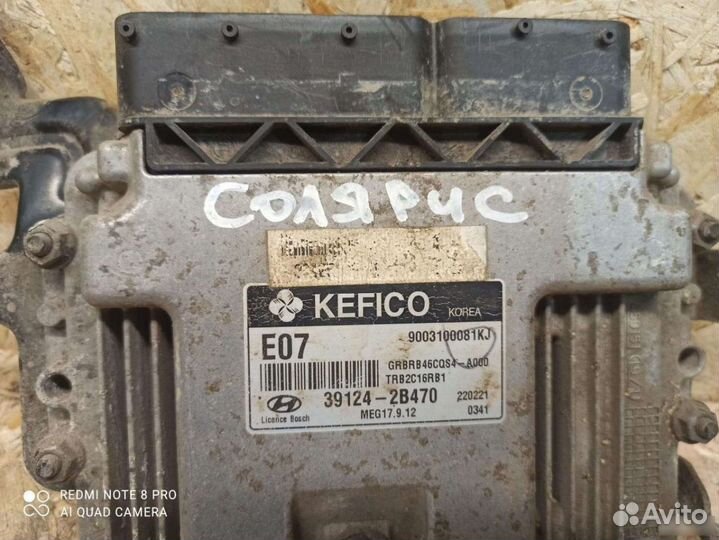 СОЛЯРИС
KEFICO KOREA
E07 9003100081KJ
GRBRB46CQS4-A000
TRB2C16RB1
39124-2B470 220221
Licence Bosch MEG17.9.12 0341
REDMI NOTE 8 PRO
AI QUAD CAMERA
Avito